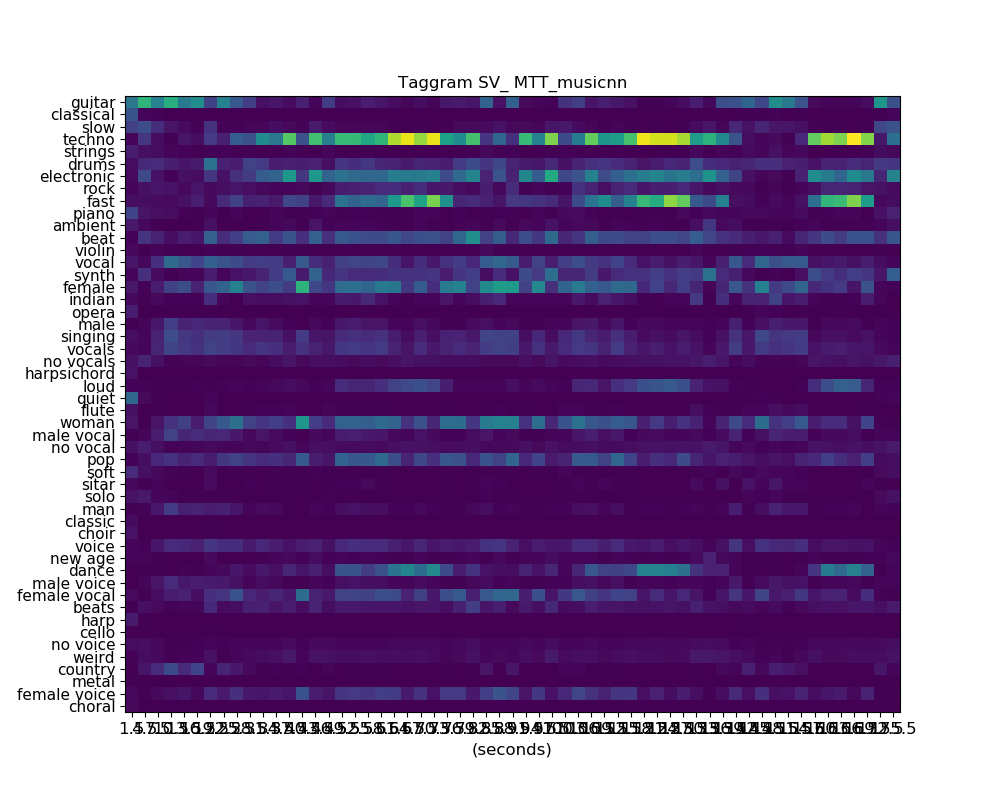 Taggram SV_ MTT_musicnn
guitar
classical
slow
techno
strings
drums
electronic
rock
fast
piano
ambient
beat
violin
vocal
synth
female
indian
opera
male
singing
vocals
no vocals
harpsichord
loud
quiet
flute
woman
male vocal
no vocal
pop
soft
sitar
solo
man
classic
choir
voice
new age
dance
male voice
female vocal
beats
harp
cello
no voice
weird
country
metal
female voice
choral
(seconds)